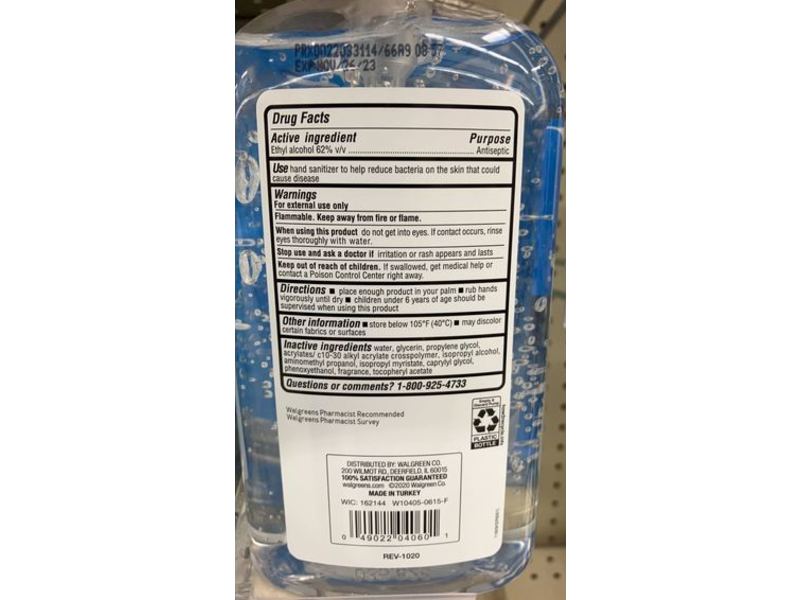 EXP NOV/26/23
Drug Facts
Active ingredient Purpose
Ethyl alcohol 62% v/v Antiseptic
Use hand sanitizer to help reduce bacteria on the skin that could
cause disease
Warnings
For external use only
Flammable. Keep away from fire or flame.
When using this product do not get into eyes. If contact occurs, rinse
eyes thoroughly with water.
Stop use and ask a doctor if irritation or rash appears and lasts
Keep out of reach of children. If swallowed, get medical help or
contact a Poison Control Center right away.
Directions ■ place enough product in your palm ■ rub hands
vigorously until dry ■ children under 6 years of age should be
supervised when using this product
Other information ■ store below 105°F (40°C) ■ may discolor
certain fabrics or surfaces
Inactive ingredients water, glycerin, propylene glycol,
acrylates/ c10-30 alkyl acrylate crosspolymer, isopropyl alcohol,
aminomethyl propanol, isopropyl myristate, caprylyl glycol,
phenoxyethanol, fragrance, tocopheryl acetate
Questions or comments? 1-800-925-4733
Walgreens Pharmacist Recommended
Walgreens Pharmacist Survey
Empty &
PLASTIC
BOTTLE
DISTRIBUTED BY: WALGREEN CO.
200 WILMOT RD., DEERFIELD, IL 60015
100% SATISFACTION GUARANTEED
walgreens.com ©2020 Walgreen Co.
MADE IN TURKEY
WIC: 162144 W10405-0615-F
0 49022 04060 1
REV-1020